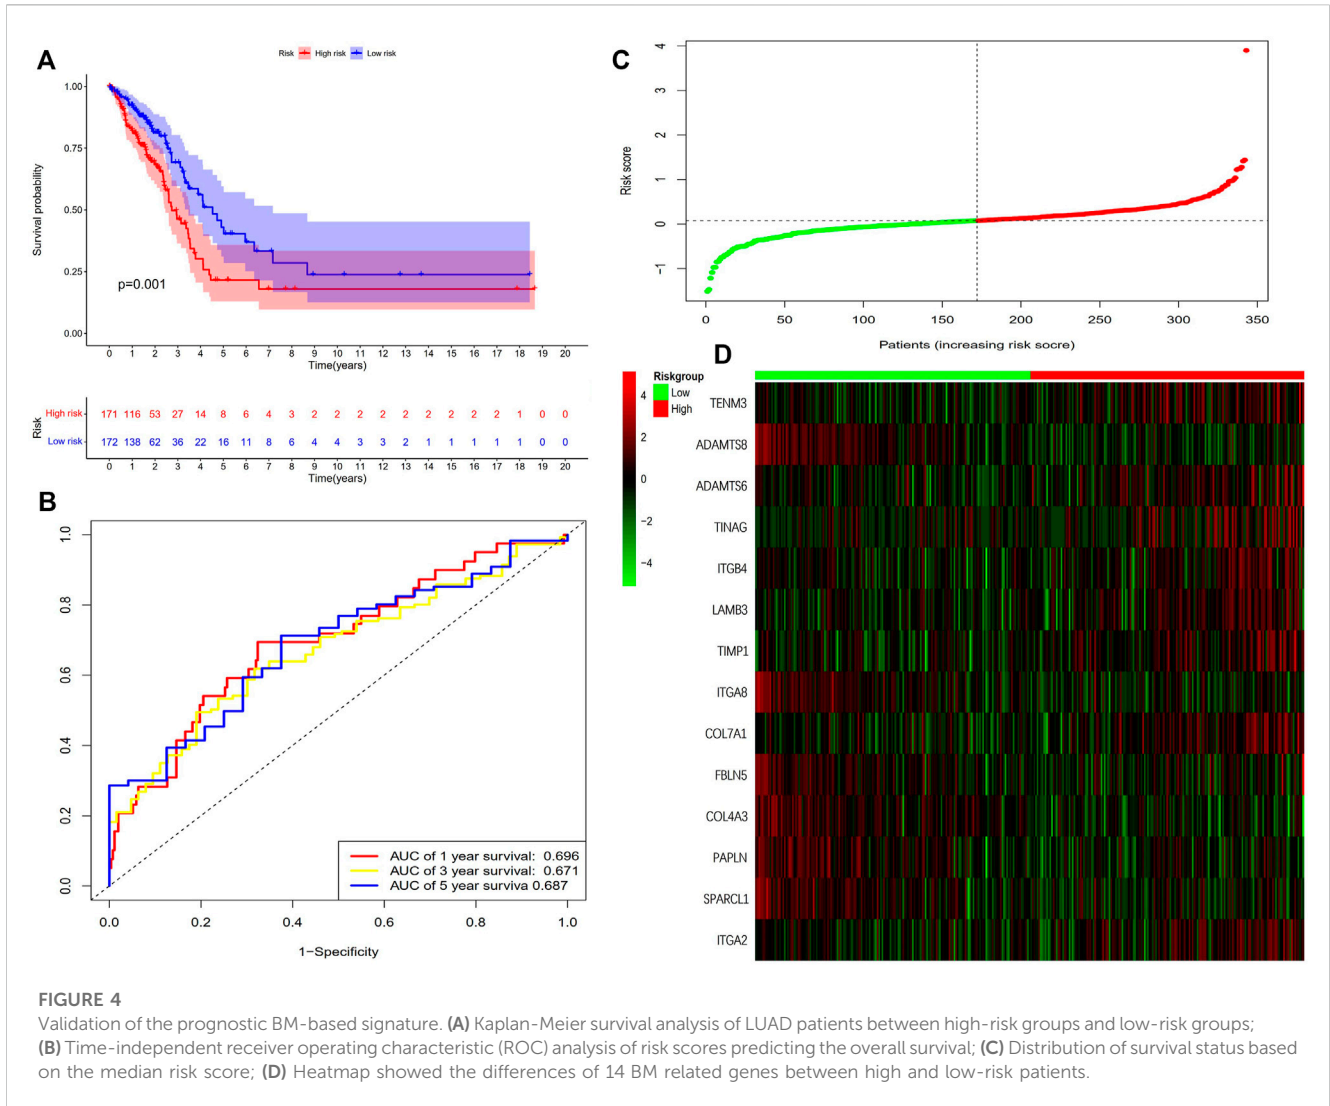 A
Risk High risk Low risk
Survival probability
1.00
0.75
0.50
0.25
0.00
p=0.001
0 1 2 3 4 5 6 7 8 9 10 11 12 13 14 15 16 17 18 19 20
Time(years)
Risk
High risk 171 116 53 27 14 8 6 4 3 2 2 2 2 2 2 2 2 2 1 0 0
Low risk 172 138 62 36 22 16 11 8 6 4 4 3 3 2 1 1 1 1 1 0 0
0 1 2 3 4 5 6 7 8 9 10 11 12 13 14 15 16 17 18 19 20
Time(years)
B
1.0
0.8
0.6
0.4
0.2
0.0
AUC of 1 year survival: 0.696
AUC of 3 year survival: 0.671
AUC of 5 year surviva 0.687
0.0 0.2 0.4 0.6 0.8 1.0
1−Specificity
C
Risk score
4
3
2
1
0
−1
0 50 100 150 200 250 300 350
Patients (increasing risk socre)
D
4
2
0
−2
−4
Riskgroup
Low
High
TENM3
ADAMTS8
ADAMTS6
TINAG
ITGB4
LAMB3
TIMP1
ITGA8
COL7A1
FBLN5
COL4A3
PAPLN
SPARCL1
ITGA2
FIGURE 4
Validation of the prognostic BM-based signature. (A) Kaplan-Meier survival analysis of LUAD patients between high-risk groups and low-risk groups;
(B) Time-independent receiver operating characteristic (ROC) analysis of risk scores predicting the overall survival; (C) Distribution of survival status based
on the median risk score; (D) Heatmap showed the differences of 14 BM related genes between high and low-risk patients.